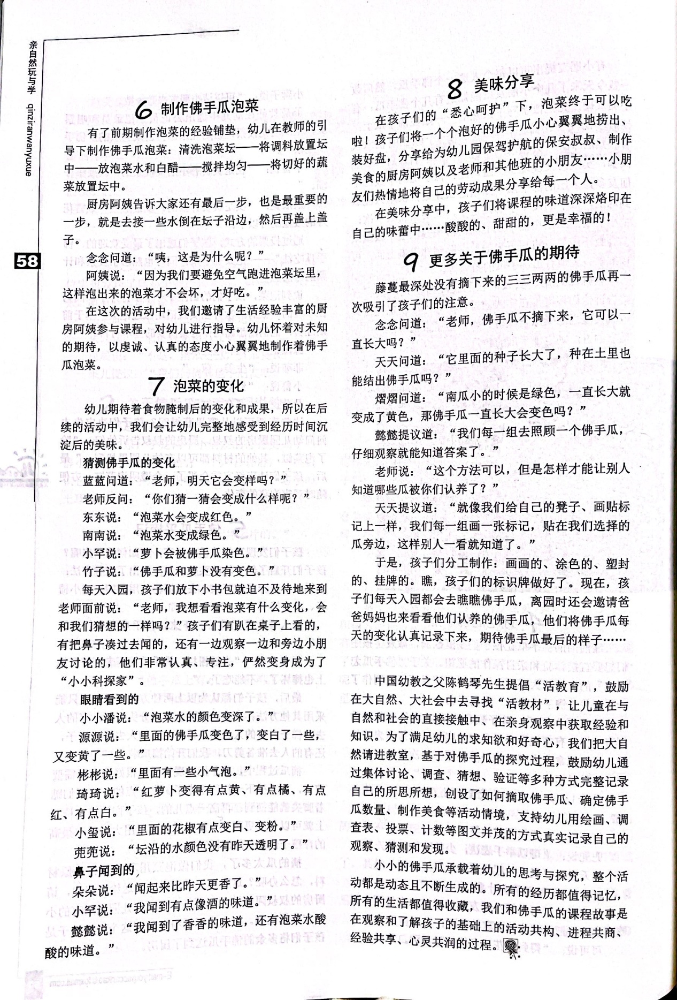 亲自然玩与学 qinziranwanyuxue
58
6 制作佛手瓜泡菜
有了前期制作泡菜的经验铺垫，幼儿在教师的引
导下制作佛手瓜泡菜：清洗泡菜坛——将调料放置坛
中——放泡菜水和白醋——搅拌均匀——将切好的蔬
菜放置坛中。
厨房阿姨告诉大家还有最后一步，也是最重要的
一步，就是去接一些水倒在坛子沿边，然后再盖上盖
子。
念念问道：“咦，这是为什么呢？”
阿姨说：“因为我们要避免空气跑进泡菜坛里，
这样泡出来的泡菜才不会坏，才好吃。”
在这次的活动中，我们邀请了生活经验丰富的厨
房阿姨参与课程，对幼儿进行指导。幼儿怀着对未知
的期待，以虔诚、认真的态度小心翼翼地制作着佛手
瓜泡菜。
7 泡菜的变化
幼儿期待着食物腌制后的变化和成果，所以在后
续的活动中，我们会让幼儿完整地感受到经历时间沉
淀后的美味。
猜测佛手瓜的变化
蓝蓝问道：“老师，明天它会变样吗？”
老师反问：“你们猜一猜会变成什么样呢？”
东东说：“泡菜水会变成红色。”
南南说：“泡菜水变成绿色。”
小罕说：“萝卜会被佛手瓜染色。”
竹子说：“佛手瓜和萝卜没有变色。”
每天入园，孩子们放下小书包就迫不及待地来到
老师面前说：“老师，我想看看泡菜有什么变化，会
和我们猜想的一样吗？”孩子们有趴在桌子上看的，
有把鼻子凑过去闻的，还有一边观察一边和旁边小朋
友讨论的，他们非常认真、专注，俨然变身成为了
“小小科探家”。
眼睛看到的
小小潘说：“泡菜水的颜色变深了。”
源源说：“里面的佛手瓜变色了，变白了一些，
又变黄了一些。”
彬彬说：“里面有一些小气泡。”
琦琦说：“红萝卜变得有点黄、有点橘、有点
红、有点白。”
小玺说：“里面的花椒有点变白、变粉。”
莞莞说：“坛沿的水颜色没有昨天透明了。”
鼻子闻到的
朵朵说：“闻起来比昨天更香了。”
小罕说：“我闻到有点像酒的味道。”
懿懿说：“我闻到了香香的味道，还有泡菜水酸
酸的味道。”
8 美味分享
在孩子们的“悉心呵护”下，泡菜终于可以吃
啦！孩子们将一个个泡好的佛手瓜小心翼翼地捞出、
装好盘，分享给为幼儿园保驾护航的保安叔叔、制作
美食的厨房阿姨以及老师和其他班的小朋友……小朋
友们热情地将自己的劳动成果分享给每一个人。
在美味分享中，孩子们将课程的味道深深烙印在
自己的味蕾中……酸酸的、甜甜的，更是幸福的！
9 更多关于佛手瓜的期待
藤蔓最深处没有摘下来的三三两两的佛手瓜再一
次吸引了孩子们的注意。
念念问道：“老师，佛手瓜不摘下来，它可以一
直长大吗？”
天天问道：“它里面的种子长大了，种在土里也
能结出佛手瓜吗？”
熠熠问道：“南瓜小的时候是绿色，一直长大就
变成了黄色，那佛手瓜一直长大会变色吗？”
懿懿提议道：“我们每一组去照顾一个佛手瓜，
仔细观察就能知道答案了。”
老师说：“这个方法可以，但是怎样才能让别人
知道哪些瓜被你们认养了？”
天天提议道：“就像我们给自己的凳子、画贴标
记上一样，我们每一组画一张标记，贴在我们选择的
瓜旁边，这样别人一看就知道了。”
于是，孩子们分工制作：画画的、涂色的、塑封
的、挂牌的。瞧，孩子们的标识牌做好了。现在，孩
子们每天入园都会去瞧瞧佛手瓜，离园时还会邀请爸
爸妈妈也来看看他们认养的佛手瓜，他们将佛手瓜每
天的变化认真记录下来，期待佛手瓜最后的样子……
中国幼教之父陈鹤琴先生提倡“活教育”，鼓励
在大自然、大社会中去寻找“活教材”，让儿童在与
自然和社会的直接接触中、在亲身观察中获取经验和
知识。为了满足幼儿的求知欲和好奇心，我们把大自
然请进教室，基于对佛手瓜的探究过程，鼓励幼儿通
过集体讨论、调查、猜想、验证等多种方式完整记录
自己的所思所想，创设了如何摘取佛手瓜、确定佛手
瓜数量、制作美食等活动情境，支持幼儿用绘画、调
查表、投票、计数等图文并茂的方式真实记录自己的
观察、猜测和发现。
小小的佛手瓜承载着幼儿的思考与探究，整个活
动都是动态且不断生成的。所有的经历都值得记忆，
所有的生活都值得收藏，我们和佛手瓜的课程故事是
在观察和了解孩子的基础上的活动共构、进程共商、
经验共享、心灵共润的过程。